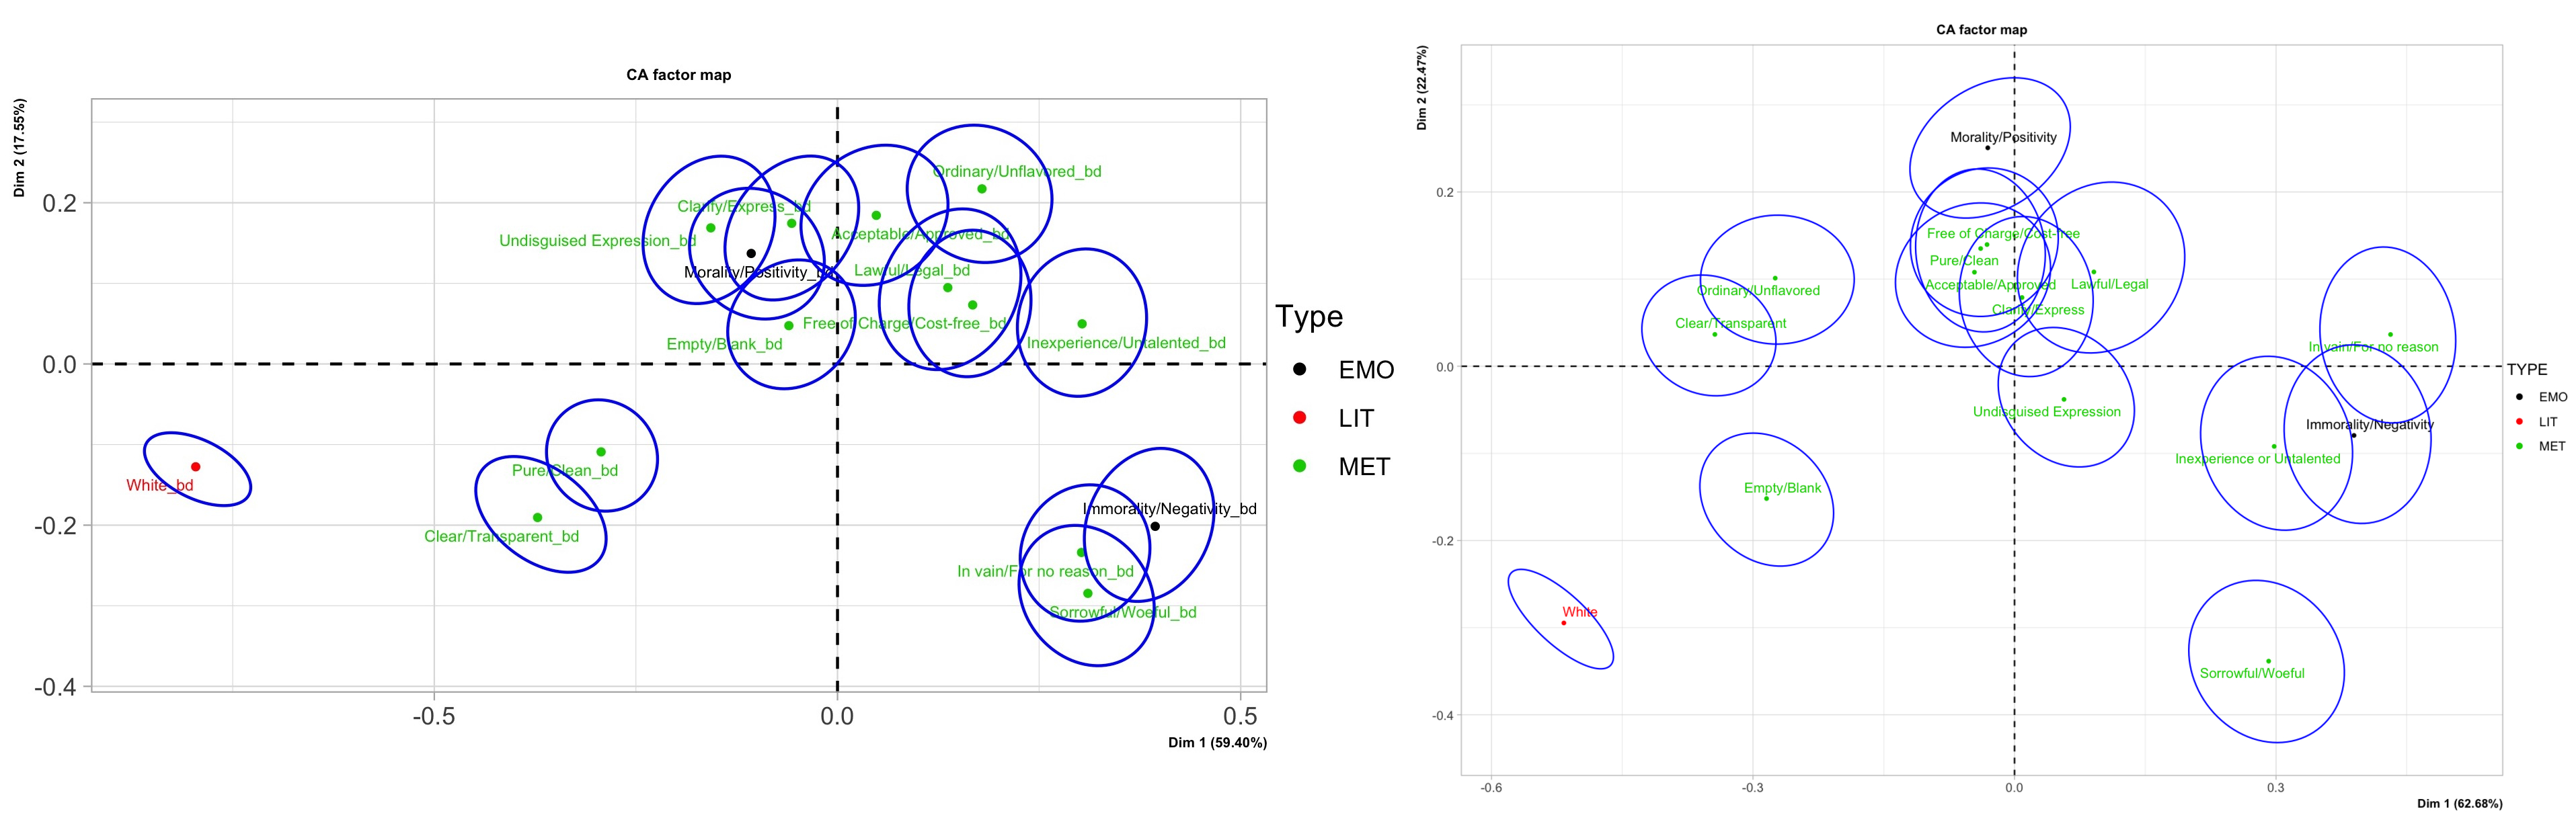 CA factor map
Dim 2 (17.55%)
0.2
0.0
-0.2
-0.4
Ordinary/Unflavored_bd
Clarify/Express_bd
Acceptable/Approved_bd
Undisguised Expression_bd
Morality/Positivity_bd
Lawful/Legal_bd
Free of Charge/Cost-free_bd
Empty/Blank_bd
Inexperience/Untalented_bd
Pure/Clean_bd
White_bd
Clear/Transparent_bd
Immorality/Negativity_bd
In vain/For no reason_bd
Sorrowful/Woeful_bd
-0.5
0.0
0.5
Dim 1 (59.40%)
Type
EMO
LIT
MET
CA factor map
Dim 2 (22.47%)
0.2
0.0
-0.2
-0.4
Morality/Positivity
Free of Charge/Cost-free
Pure/Clean
Acceptable/Approved
Lawful/Legal
Ordinary/Unflavored
Clarify/Express
Clear/Transparent
In vain/For no reason
Undisguised Expression
Immorality/Negativity
Inexperience or Untalented
Empty/Blank
White
Sorrowful/Woeful
-0.6
-0.3
0.0
0.3
Dim 1 (62.68%)
TYPE
EMO
LIT
MET